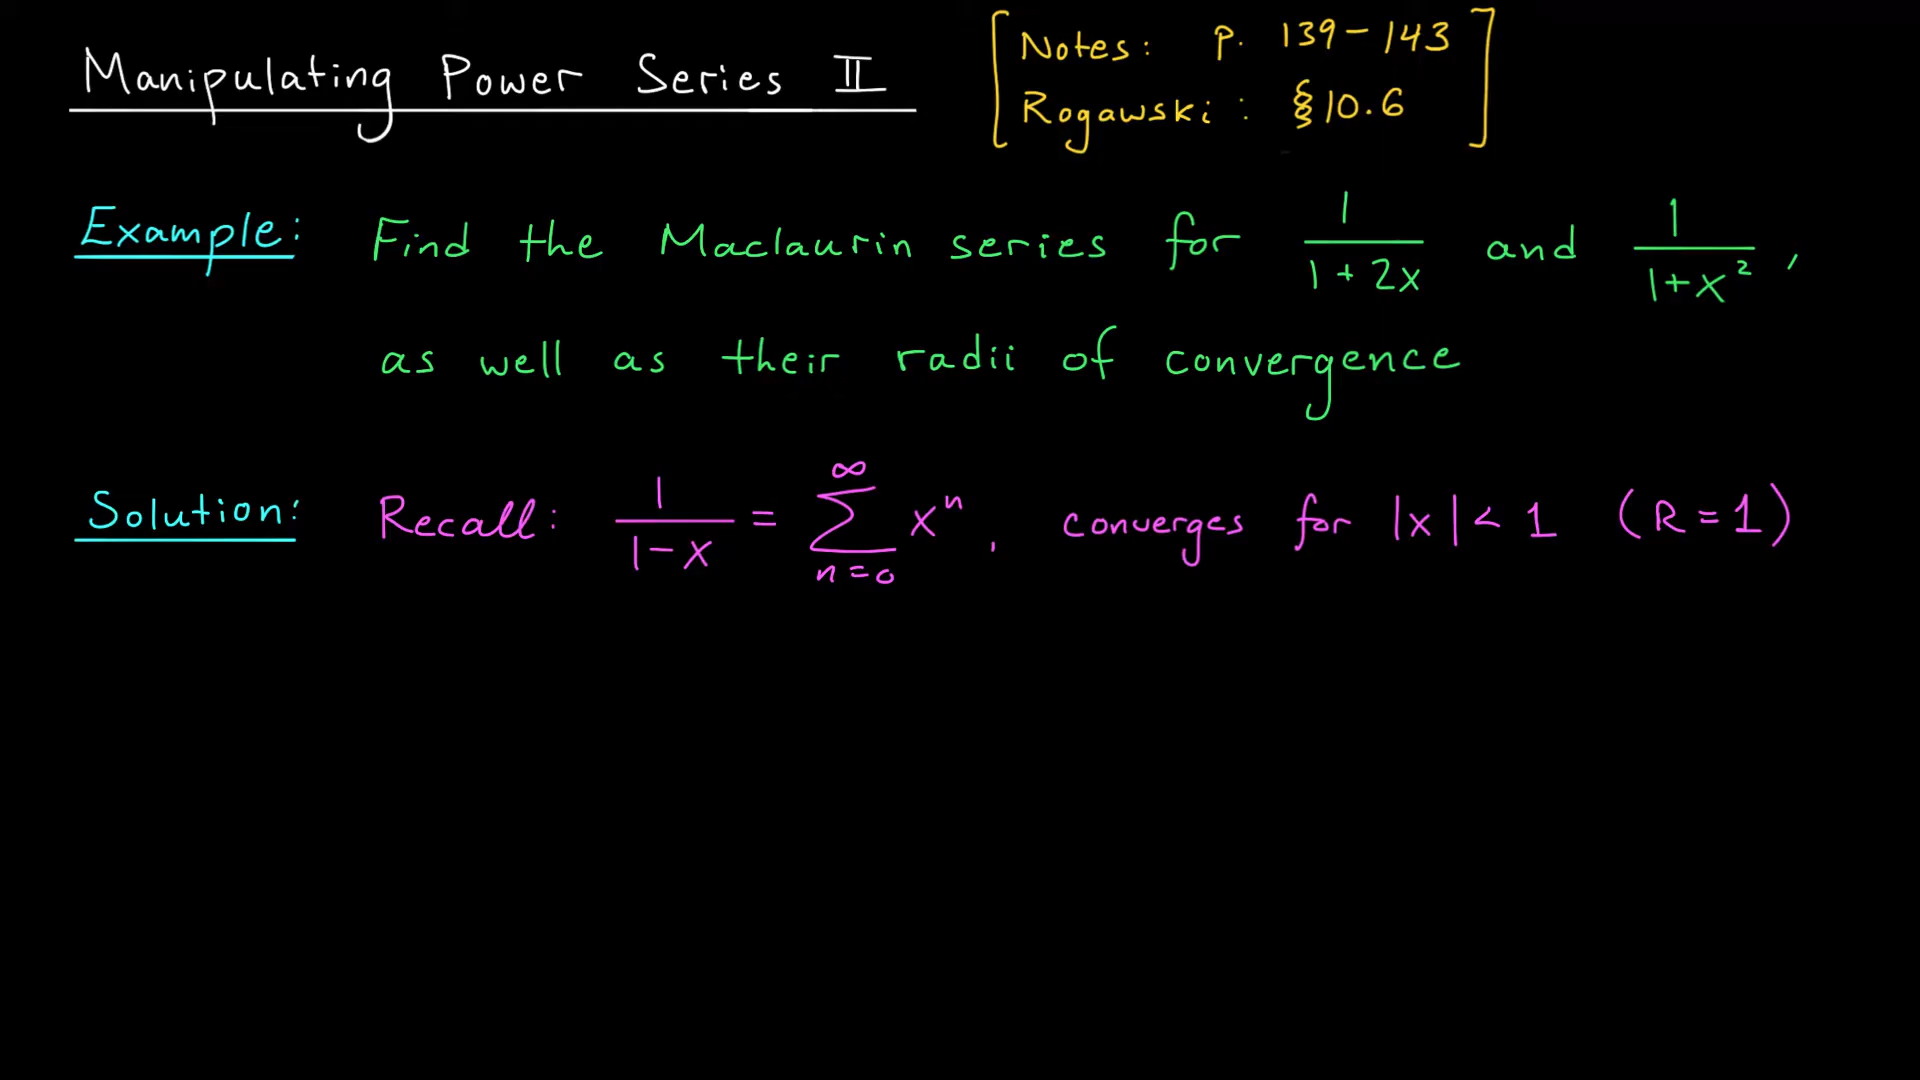 Manipulating Power Series II
[Notes: p. 139-143
Rogawski: §10.6]
Example: Find the Maclaurin series for 1/(1+2x) and 1/(1+x²),
as well as their radii of convergence
Solution: Recall: 1/(1-x) = ∑_{n=0}^{∞} xⁿ, converges for |x| < 1 (R=1)